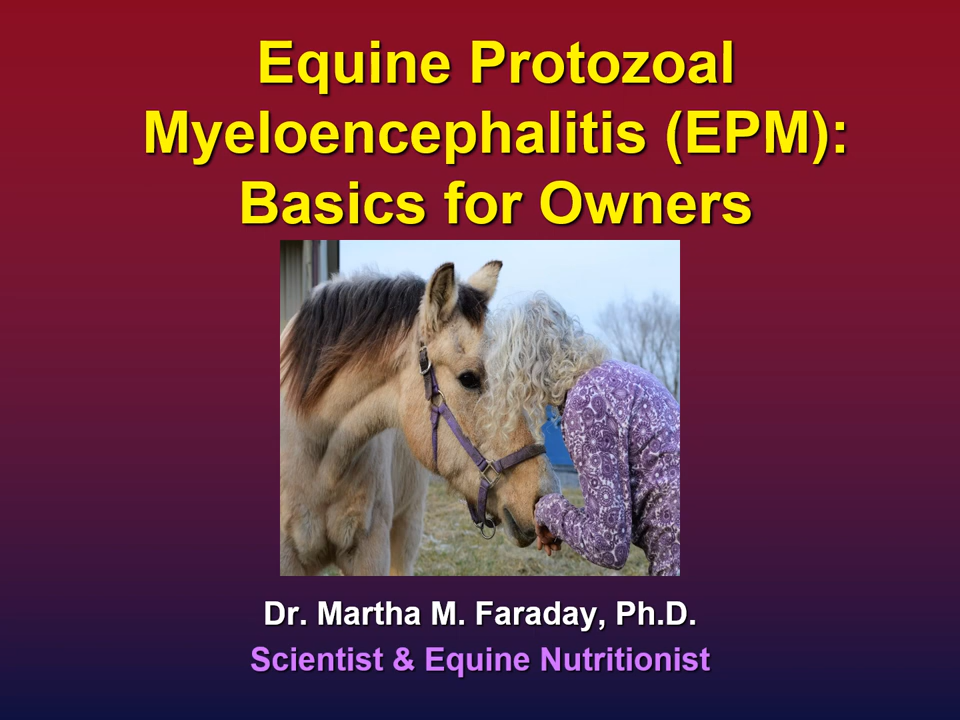 Equine Protozoal
Myeloencephalitis (EPM):
Basics for Owners
Dr. Martha M. Faraday, Ph.D.
Scientist & Equine Nutritionist